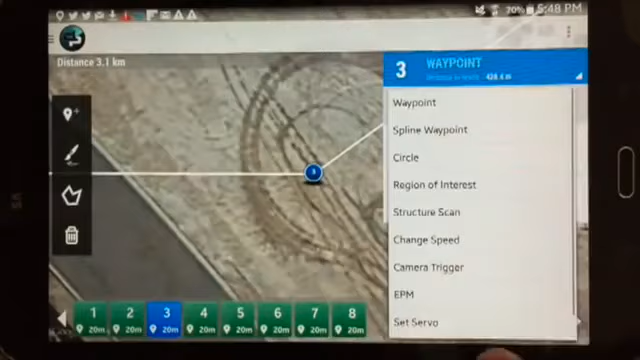 70% 5:48 PM
Distance 3.1 km
3 WAYPOINT
428.4 m
Waypoint
Spline Waypoint
Circle
Region of Interest
Structure Scan
Change Speed
Camera Trigger
EPM
Set Servo
3
1 2 3 4 5 6 7 8
20m 20m 20m 20m 20m 20m 20m 20m